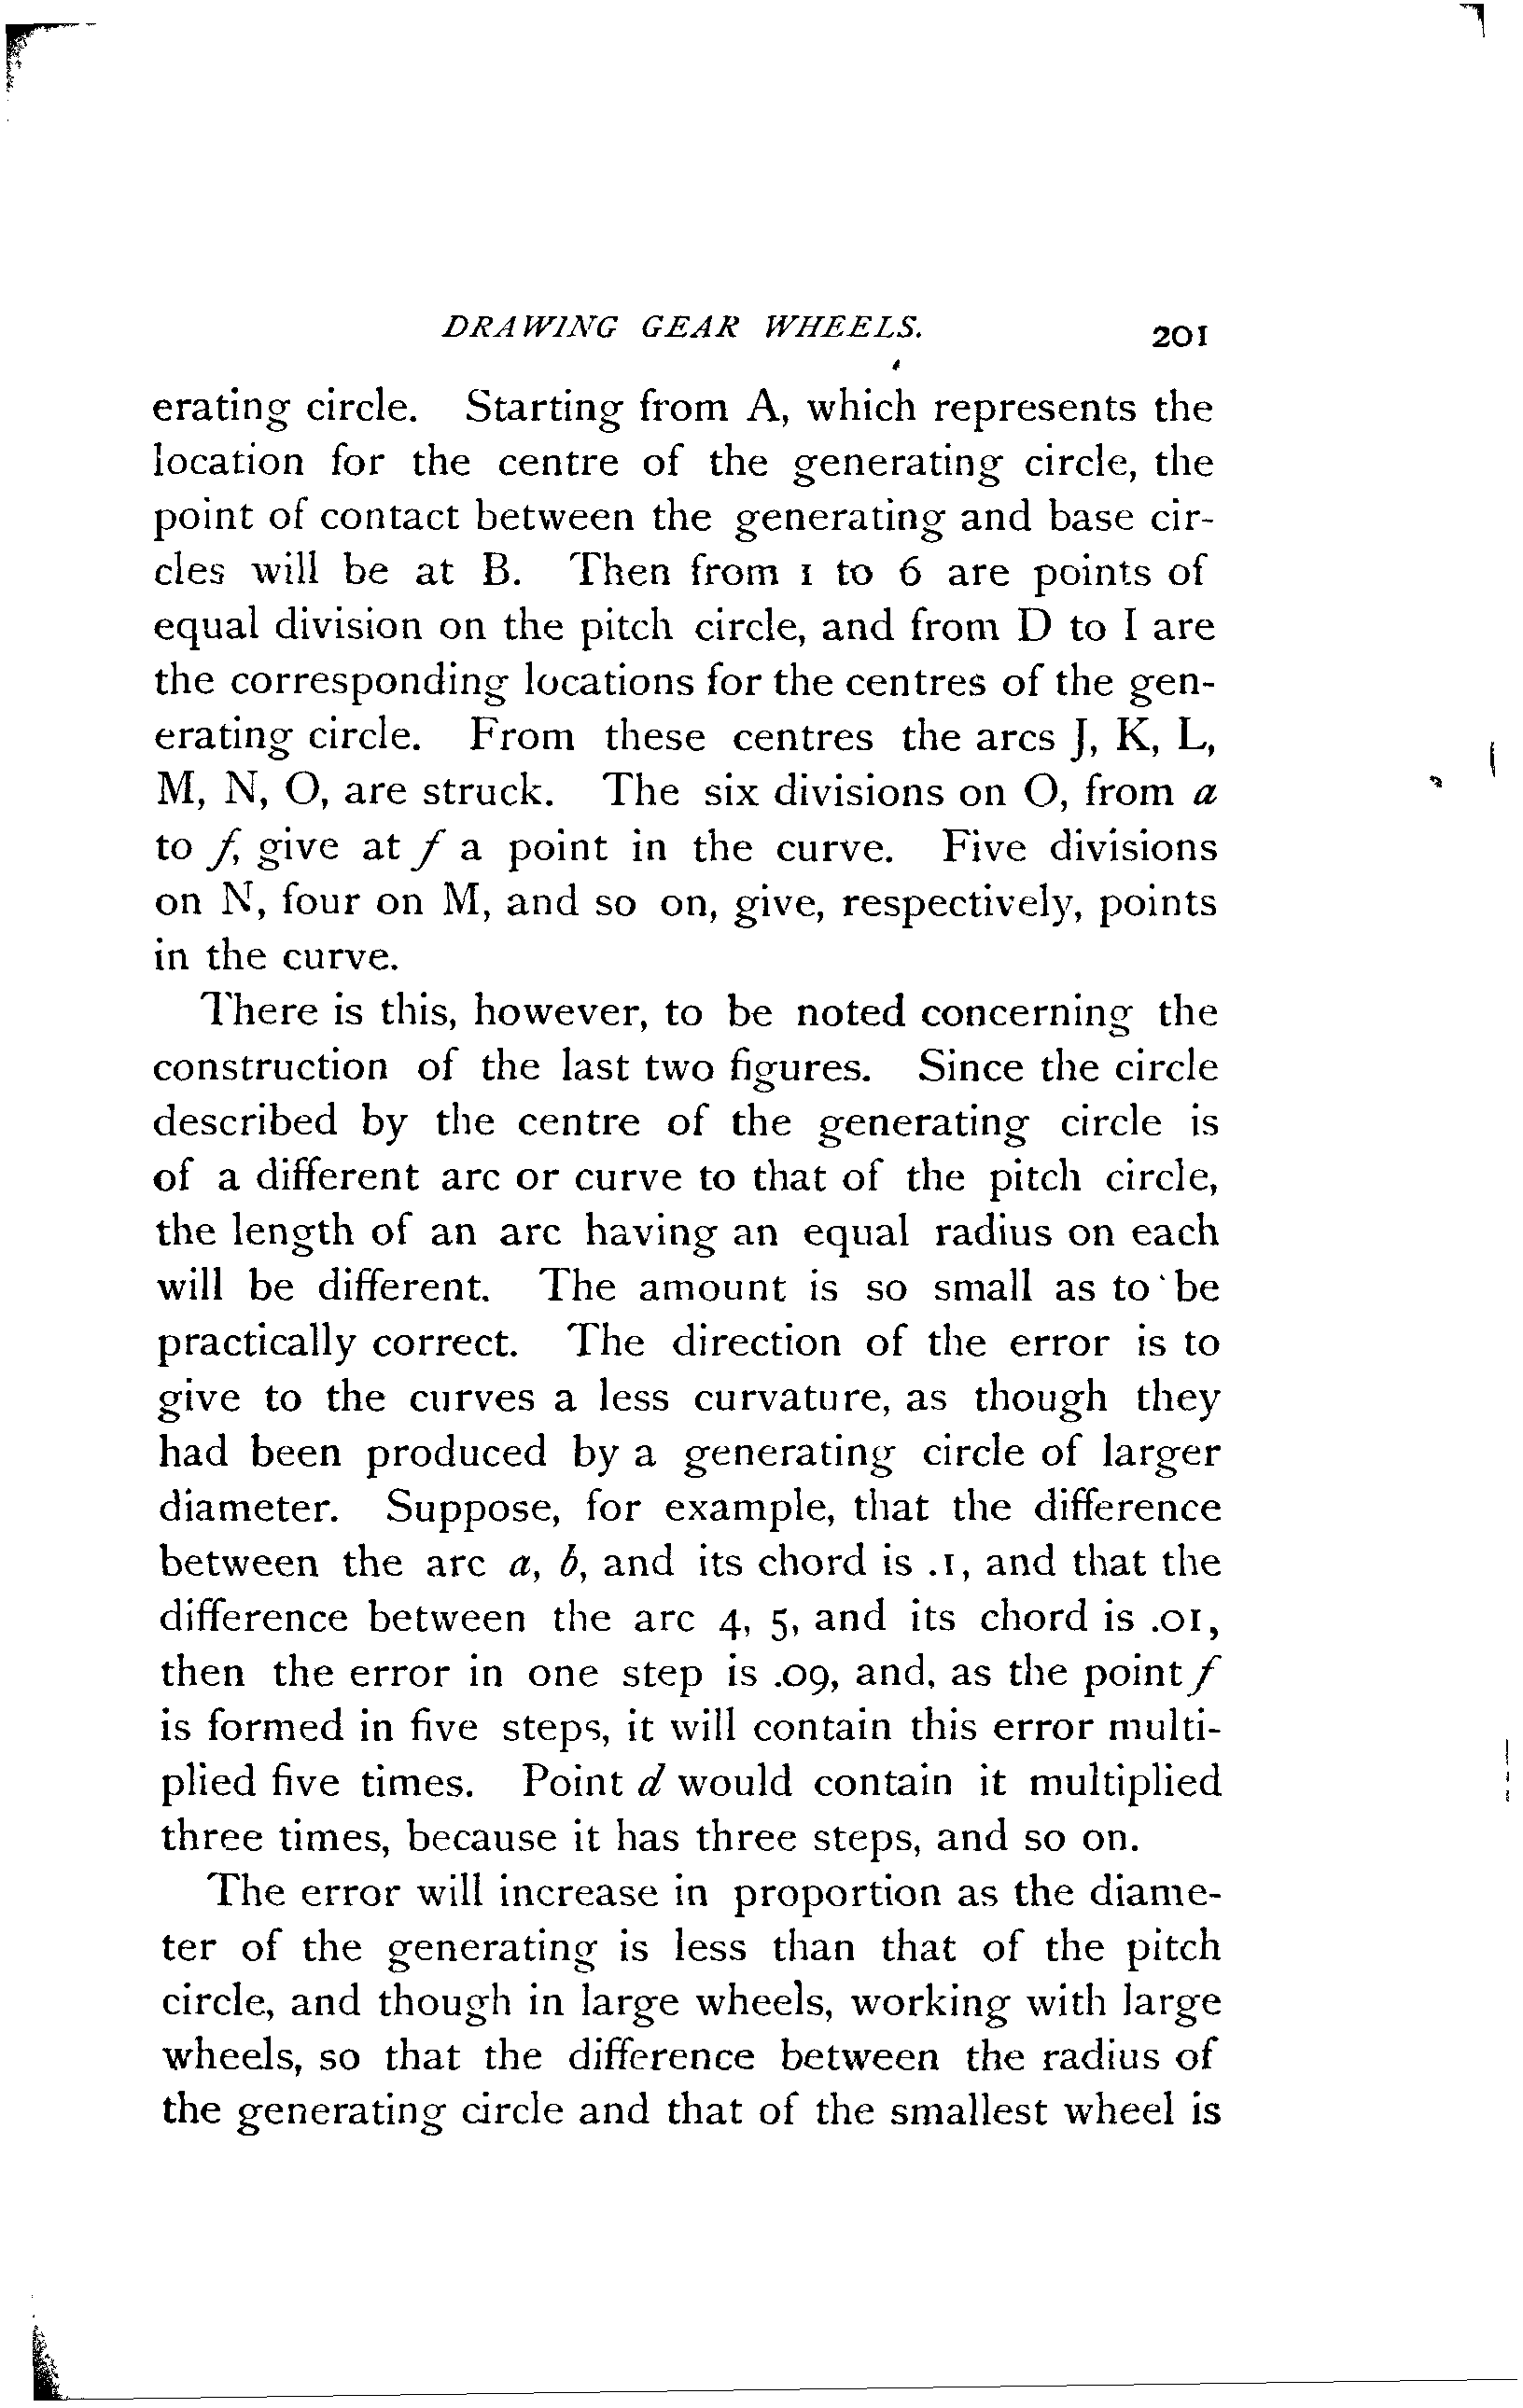 DRAWING GEAR WHEELS. 201
erating circle. Starting from A, which represents the
location for the centre of the generating circle, the
point of contact between the generating and base cir-
cles will be at B. Then from 1 to 6 are points of
equal division on the pitch circle, and from D to I are
the corresponding locations for the centres of the gen-
erating circle. From these centres the arcs J, K, L,
M, N, O, are struck. The six divisions on O, from a
to f, give at f a point in the curve. Five divisions
on N, four on M, and so on, give, respectively, points
in the curve.
There is this, however, to be noted concerning the
construction of the last two figures. Since the circle
described by the centre of the generating circle is
of a different arc or curve to that of the pitch circle,
the length of an arc having an equal radius on each
will be different. The amount is so small as to be
practically correct. The direction of the error is to
give to the curves a less curvature, as though they
had been produced by a generating circle of larger
diameter. Suppose, for example, that the difference
between the arc a, b, and its chord is .1, and that the
difference between the arc 4, 5, and its chord is .01,
then the error in one step is .09, and, as the point f
is formed in five steps, it will contain this error multi-
plied five times. Point d would contain it multiplied
three times, because it has three steps, and so on.
The error will increase in proportion as the diame-
ter of the generating is less than that of the pitch
circle, and though in large wheels, working with large
wheels, so that the difference between the radius of
the generating circle and that of the smallest wheel is